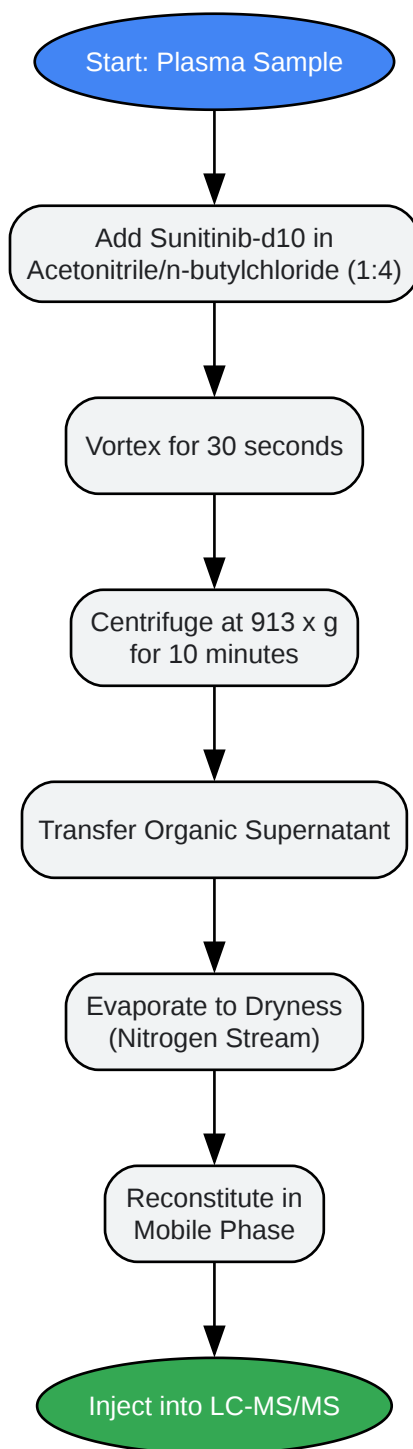 Start: Plasma Sample
Add Sunitinib-d10 in
Acetonitrile/n-butylchloride (1:4)
Vortex for 30 seconds
Centrifuge at 913 x g
for 10 minutes
Transfer Organic Supernatant
Evaporate to Dryness
(Nitrogen Stream)
Reconstitute in
Mobile Phase
Inject into LC-MS/MS